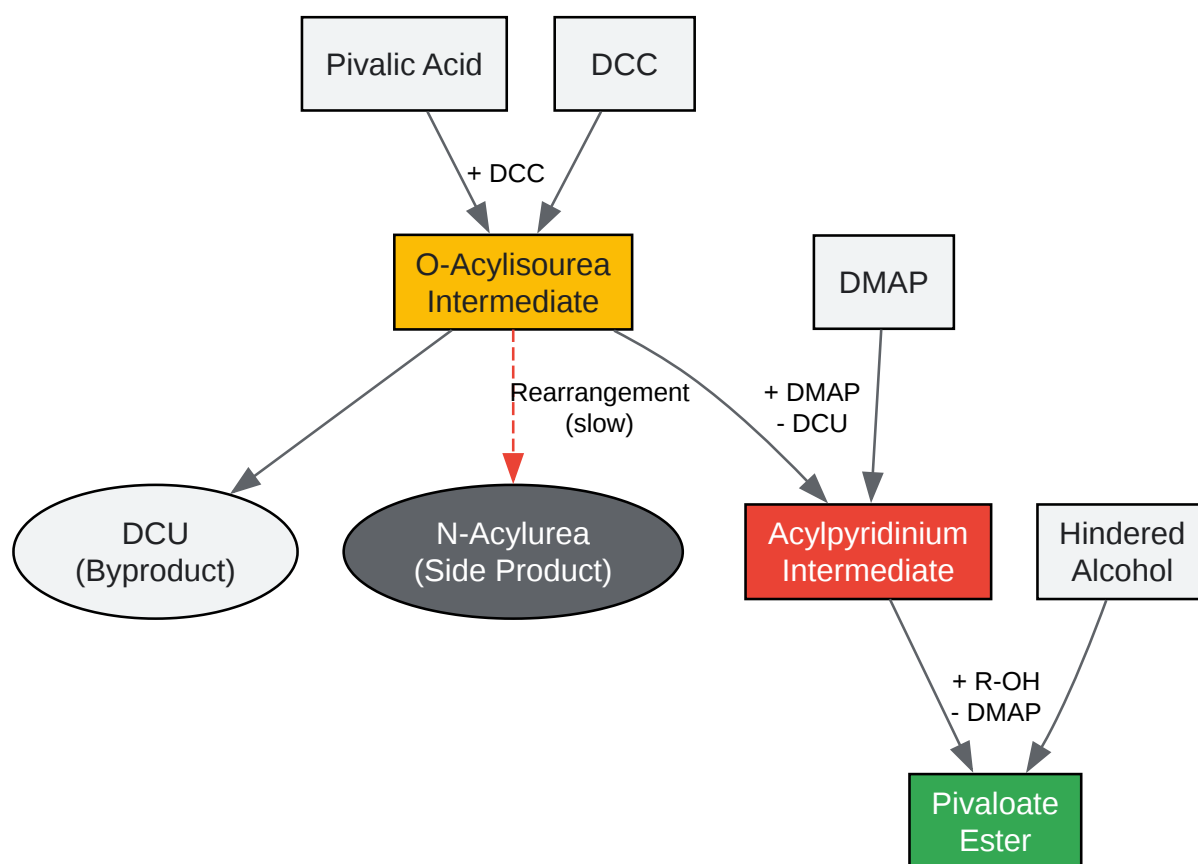 Pivalic Acid
DCC
+ DCC
O-Acylisourea
Intermediate
DMAP
Rearrangement
(slow)
+ DMAP
- DCU
DCU
(Byproduct)
N-Acylurea
(Side Product)
Acylpyridinium
Intermediate
Hindered
Alcohol
+ R-OH
- DMAP
Pivaloate
Ester